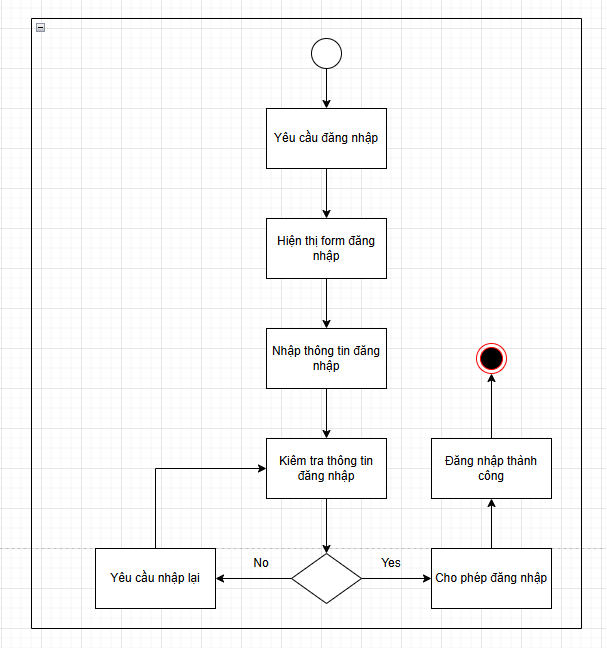 Yêu cầu đăng nhập
Hiện thị form đăng
nhập
Nhập thông tin đăng
nhập
Kiêm tra thông tin
đăng nhập
Đăng nhập thành
công
No
Yes
Yêu cầu nhập lại
Cho phép đăng nhập